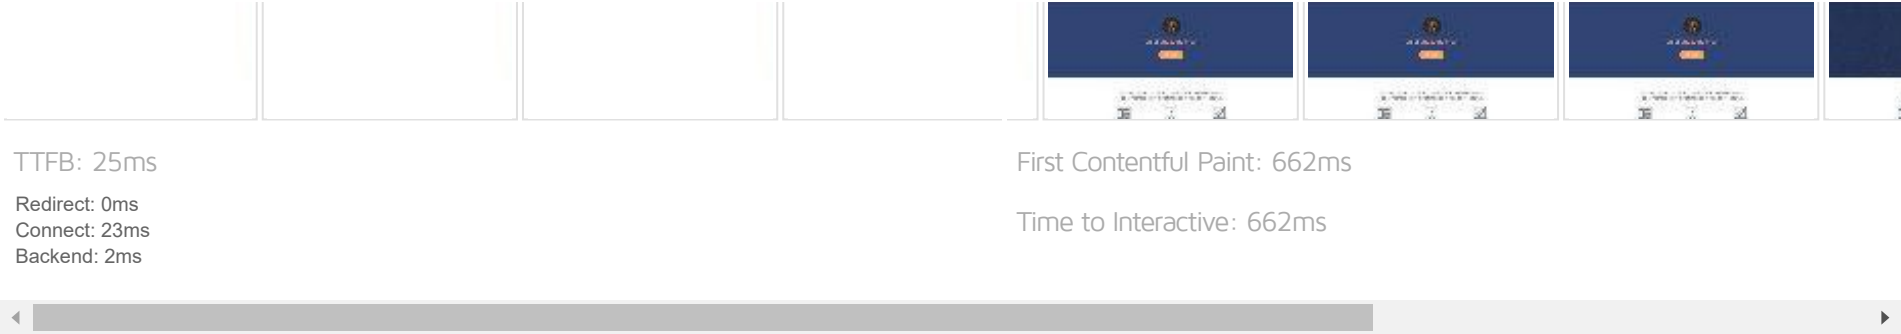 TTFB: 25ms
Redirect: 0ms
Connect: 23ms
Backend: 2ms
First Contentful Paint: 662ms
Time to Interactive: 662ms